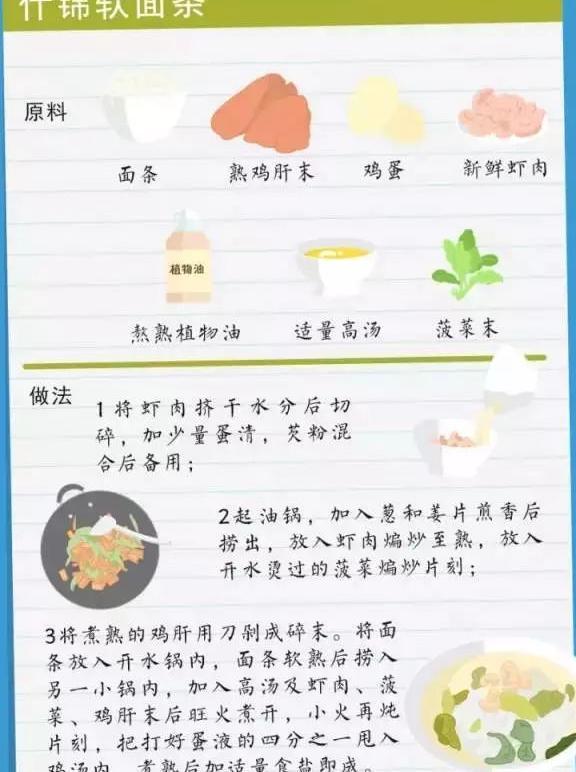 什锦软面条
原料
面条
熟鸡肝末
鸡蛋
新鲜虾肉
植物油
熬熟植物油
适量高汤
菠菜末
做法
1将虾肉挤干水分后切
碎，加少量蛋清，芡粉混
合后备用；
2起油锅，加入葱和姜片煎香后
捞出，放入虾肉煸炒至熟，放入
开水烫过的菠菜煸炒片刻；
3将煮熟的鸡肝用刀剁成碎末。将面
条放入开水锅内，面条软熟后捞入
另一小锅内，加入高汤及虾肉、菠
菜、鸡肝末后旺火煮开，小火再炖
片刻，把打好蛋液的四分之一甩入
鸡汤内，煮熟后加适量食盐即成。